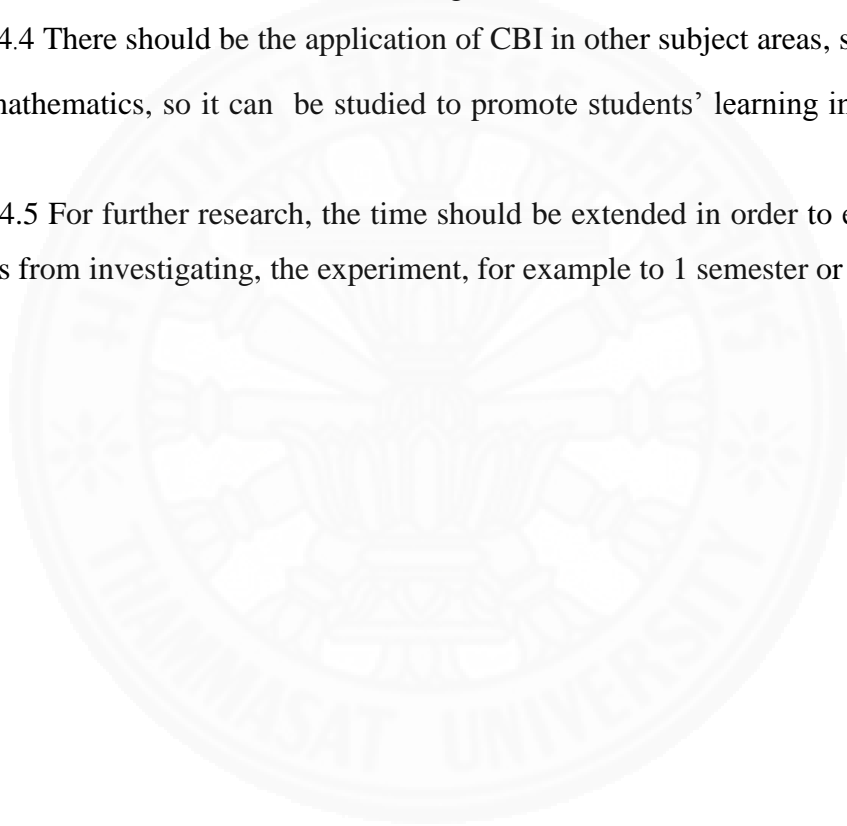 4.4 There should be the application of CBI in other subject areas, s
mathematics, so it can be studied to promote students’ learning in
4.5 For further research, the time should be extended in order to e
s from investigating, the experiment, for example to 1 semester or
THAMMASAT UNIVERSITY